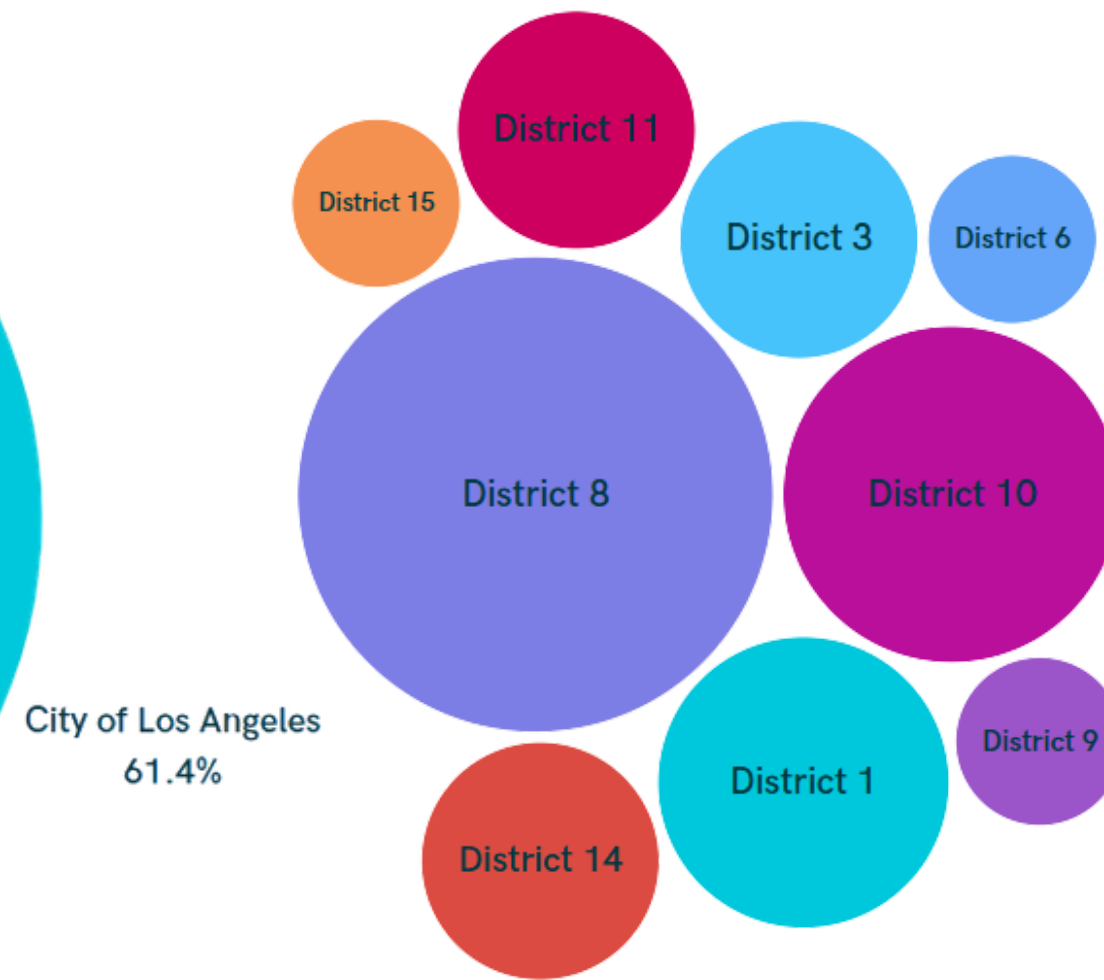 District 11
District 15
District 3
District 6
District 8
District 10
City of Los Angeles
61.4%
District 1
District 9
District 14